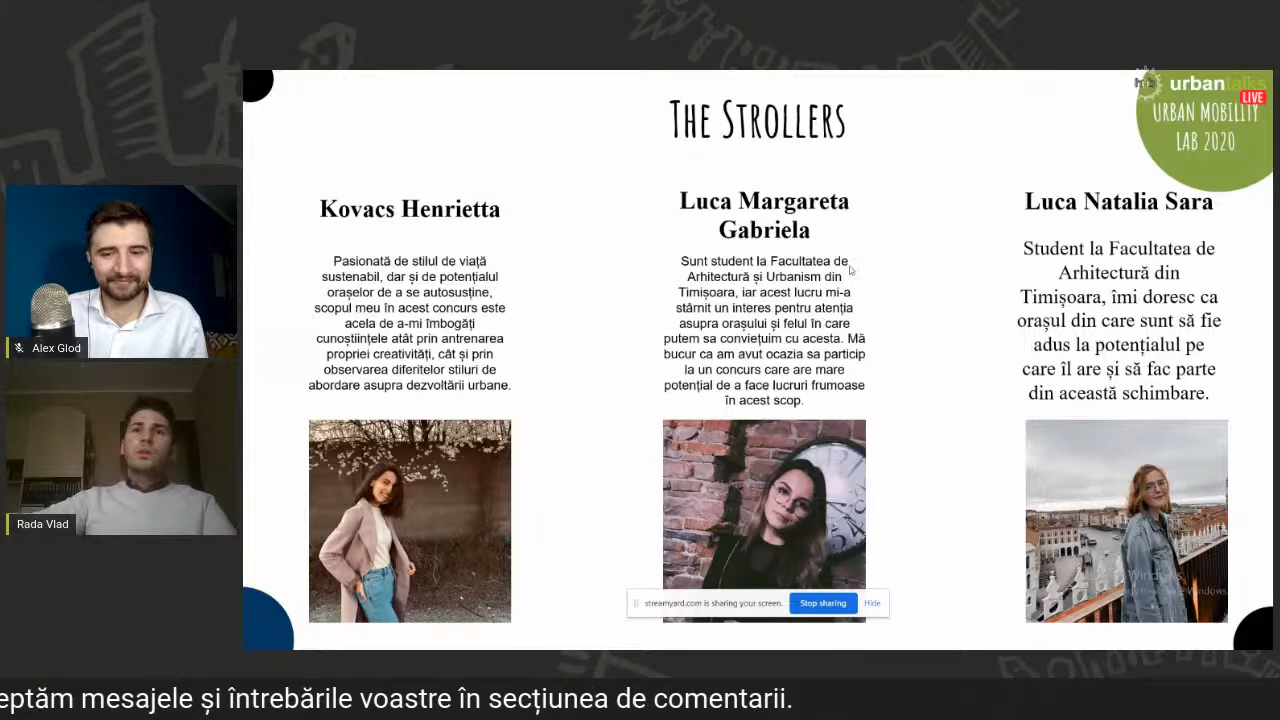 THE STROLLERS
hub
urbantalks
LIVE
URBAN MOBILITY
LAB 2020
Kovacs Henrietta
Pasionată de stilul de viață
sustenabil, dar și de potențialul
orașelor de a se autosusține,
scopul meu în acest concurs este
acela de a-mi îmbogăți
cunoștiințele atât prin antrenarea
propriei creativități, cât și prin
observarea diferitelor stiluri de
abordare asupra dezvoltării urbane.
Luca Margareta
Gabriela
Sunt student la Facultatea de
Arhitectură și Urbanism din
Timișoara, iar acest lucru mi-a
stârnit un interes pentru atenția
asupra orașului și felul în care
putem sa conviețuim cu acesta. Mă
bucur ca am avut ocazia sa particip
la un concurs care are mare
potențial de a face lucruri frumoase
în acest scop.
Luca Natalia Sara
Student la Facultatea de
Arhitectură din
Timișoara, îmi doresc ca
orașul din care sunt să fie
adus la potențialul pe
care îl are și să fac parte
din această schimbare.
Alex Glod
Rada Vlad
streamyard.com is sharing your screen.
Stop sharing
Hide
Windows
Windows.
eptăm mesajele și întrebările voastre în secțiunea de comentarii.